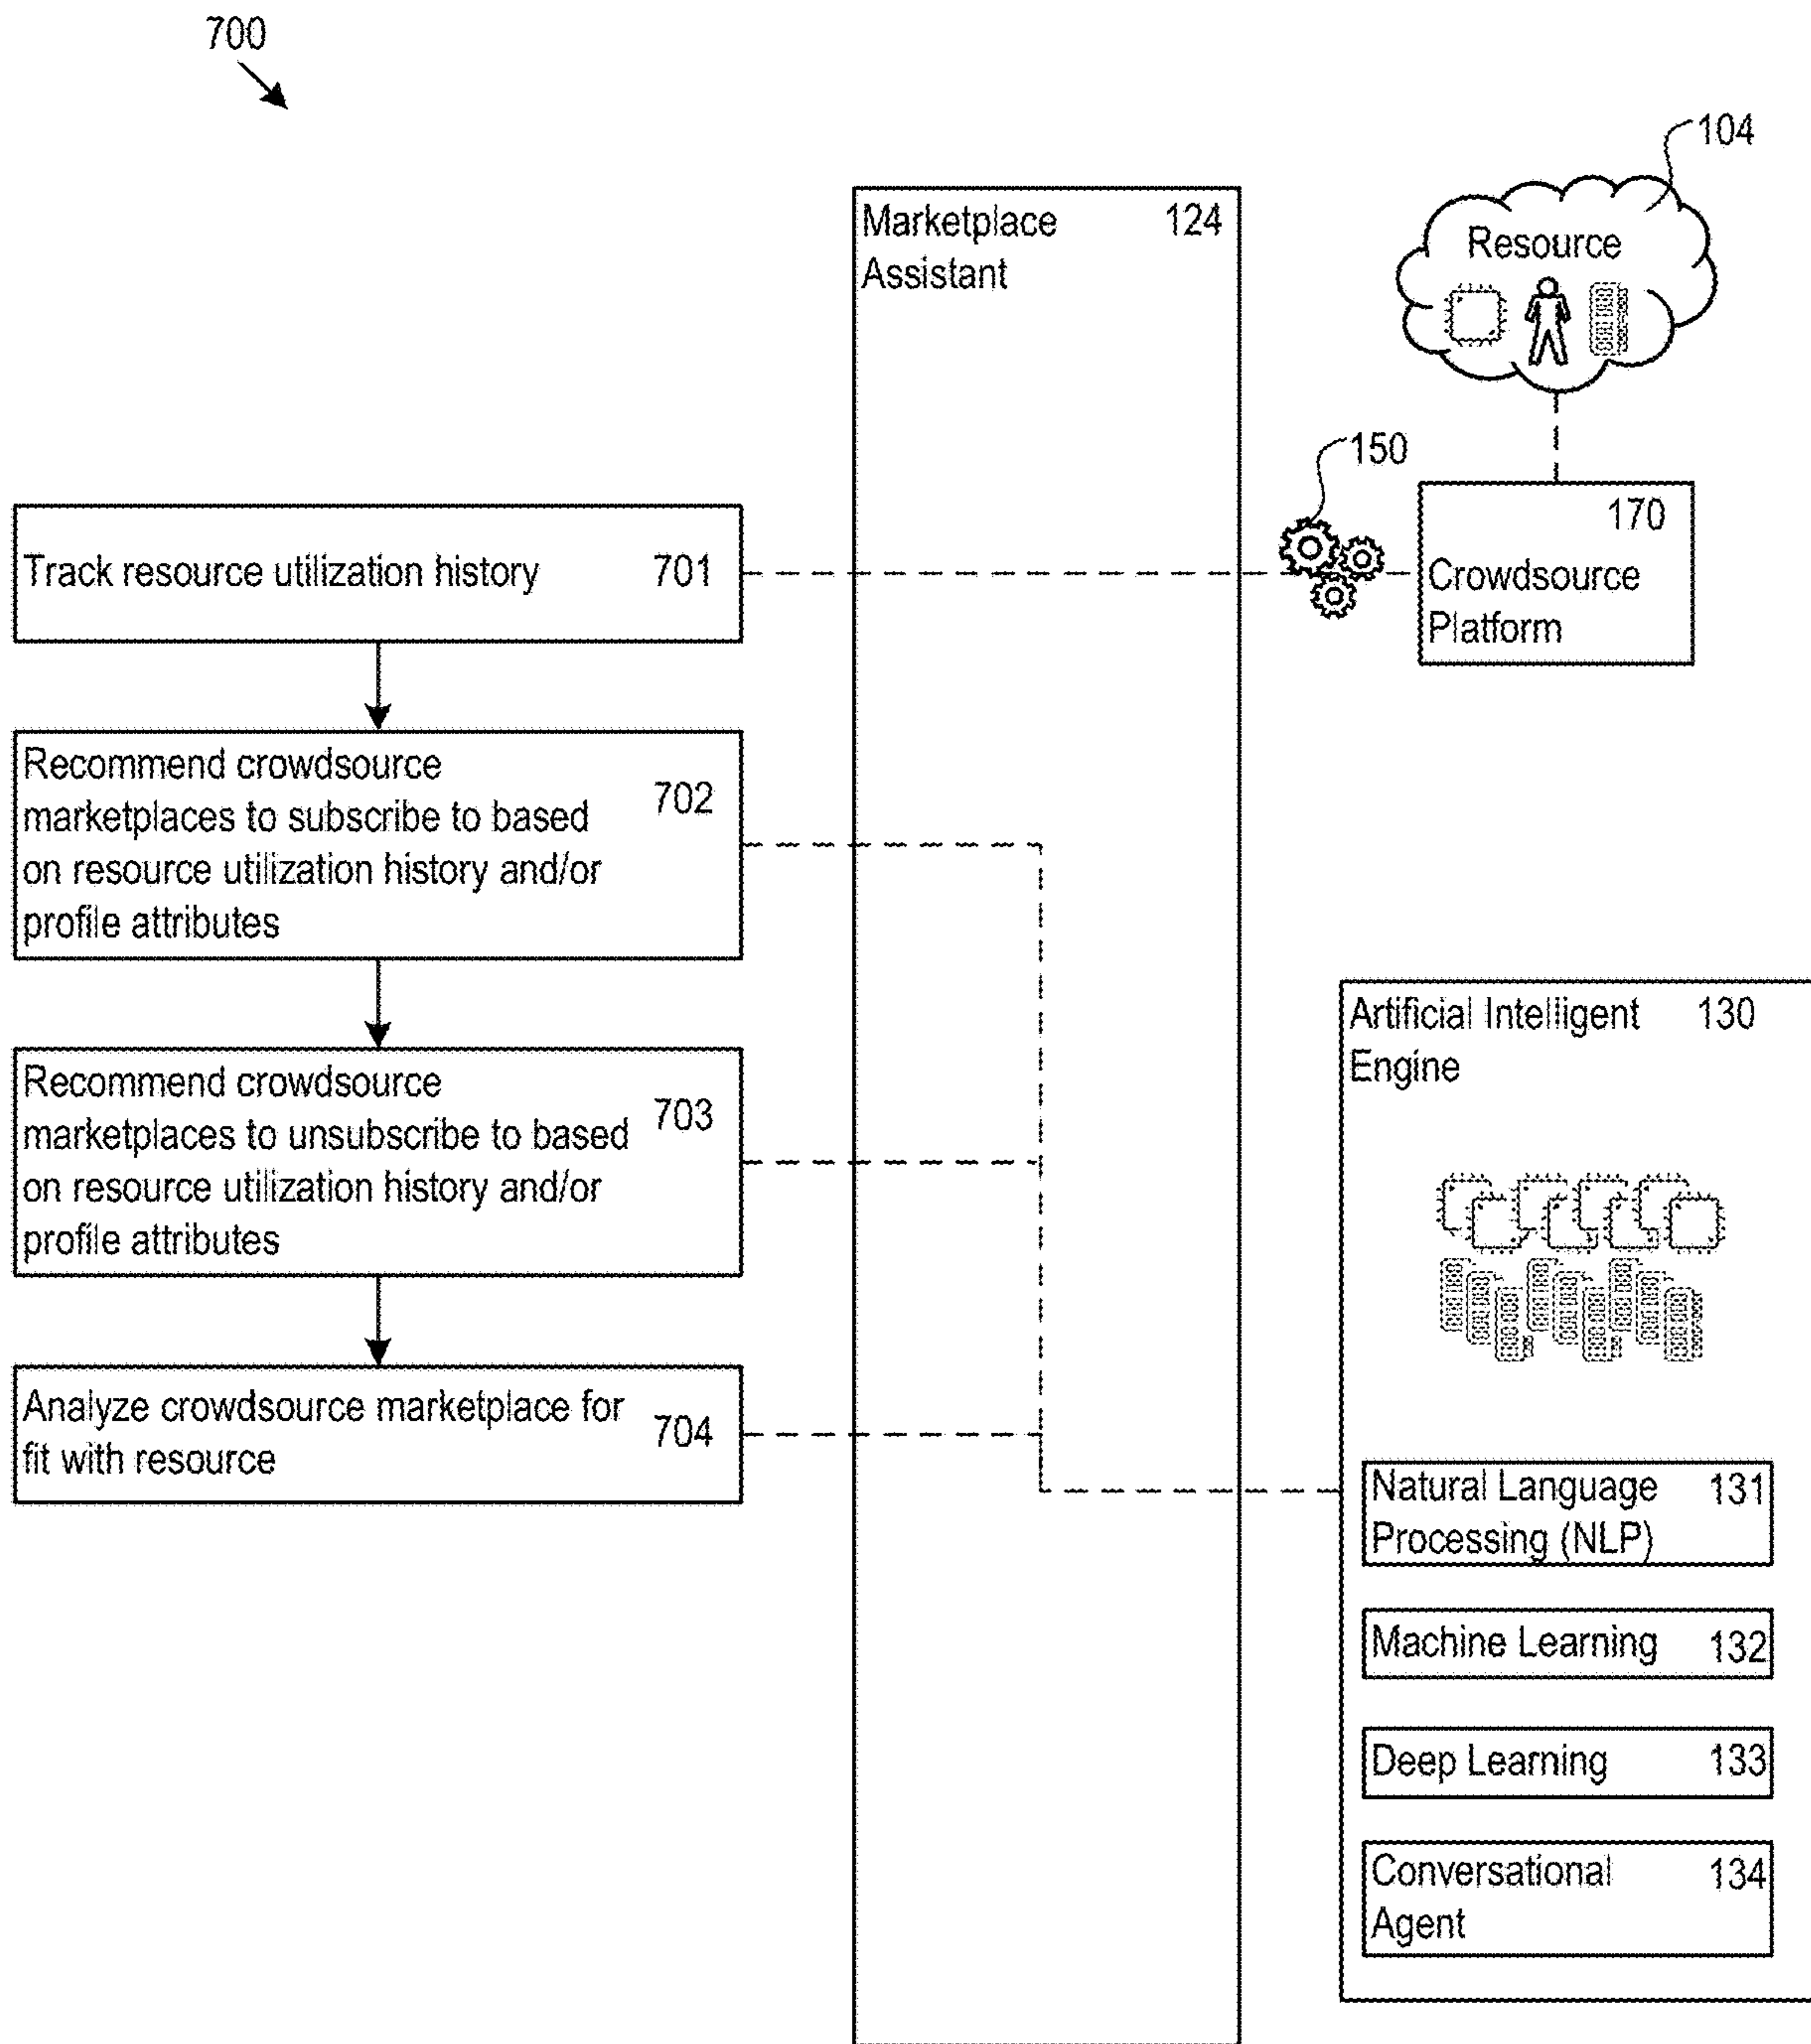 700
104
Marketplace 124
Assistant
Resource
150
170
Crowdsource
Platform
Track resource utilization history 701
Recommend crowdsource
marketplaces to subscribe to based 702
on resource utilization history and/or
profile attributes
Recommend crowdsource
marketplaces to unsubscribe to based 703
on resource utilization history and/or
profile attributes
Analyze crowdsource marketplace for 704
fit with resource
Artificial Intelligent 130
Engine
Natural Language 131
Processing (NLP)
Machine Learning 132
Deep Learning 133
Conversational 134
Agent